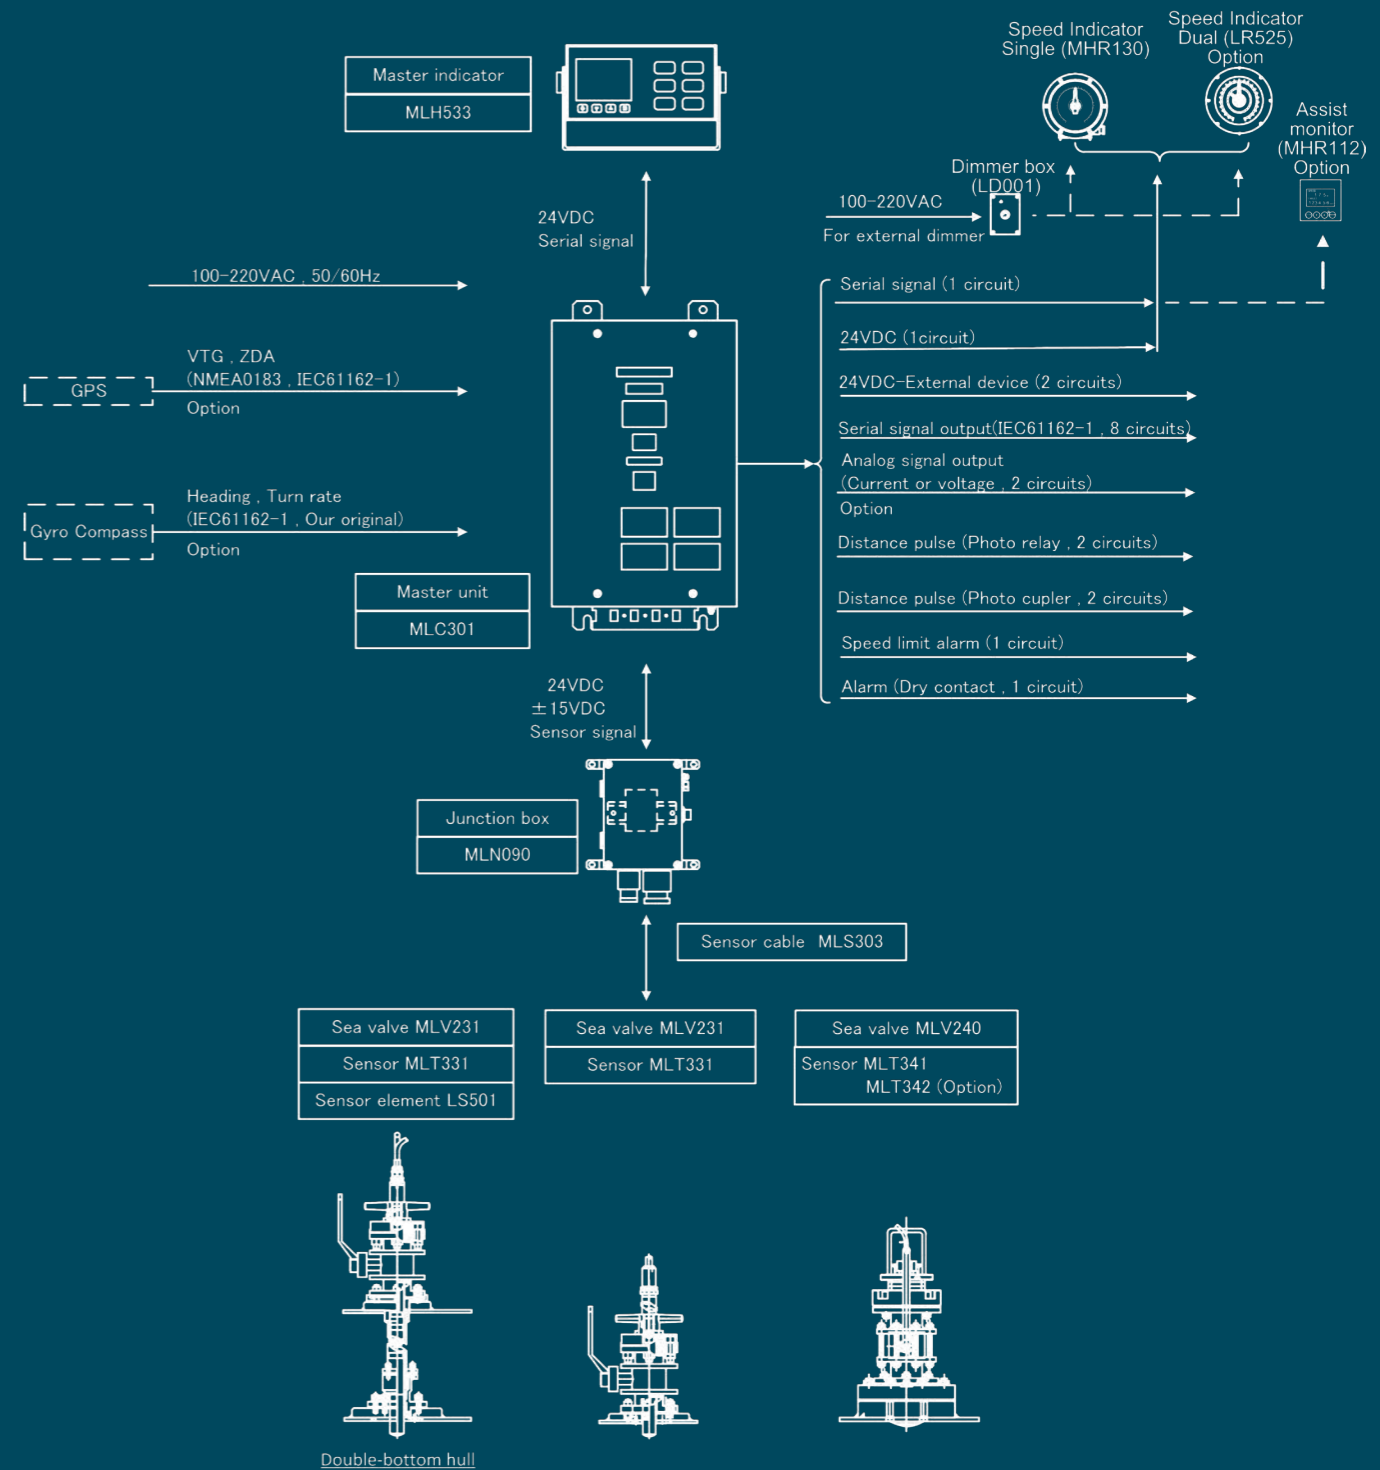 Speed Indicator
Single (MHR130)
Speed Indicator
Dual (LR525)
Option
Assist
monitor
(MHR112)
Option
Master indicator
MLH533
Dimmer box
(LD001)
100-220VAC
For external dimmer
24VDC
Serial signal
100-220VAC , 50/60Hz
VTG , ZDA
(NMEA0183 , IEC61162-1)
Option
GPS
Heading , Turn rate
(IEC61162-1 , Our original)
Option
Gyro Compass
Serial signal (1 circuit)
24VDC (1circuit)
24VDC-External device (2 circuits)
Serial signal output(IEC61162-1 , 8 circuits)
Analog signal output
(Current or voltage , 2 circuits)
Option
Distance pulse (Photo relay , 2 circuits)
Distance pulse (Photo cupler , 2 circuits)
Speed limit alarm (1 circuit)
Alarm (Dry contact , 1 circuit)
Master unit
MLC301
24VDC
±15VDC
Sensor signal
Junction box
MLN090
Sensor cable MLS303
Sea valve MLV231
Sensor MLT331
Sensor element LS501
Sea valve MLV231
Sensor MLT331
Sea valve MLV240
Sensor MLT341
MLT342 (Option)
Double-bottom hull